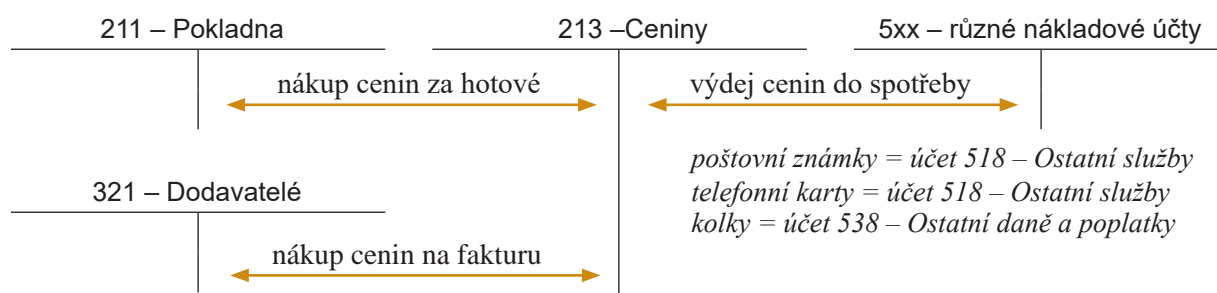 211 – Pokladna
213 –Ceniny
5xx – různé nákladové účty
nákup cenin za hotové
výdej cenin do spotřeby
poštovní známky = účet 518 – Ostatní služby
telefonní karty = účet 518 – Ostatní služby
kolky = účet 538 – Ostatní daně a poplatky
321 – Dodavatelé
nákup cenin na fakturu